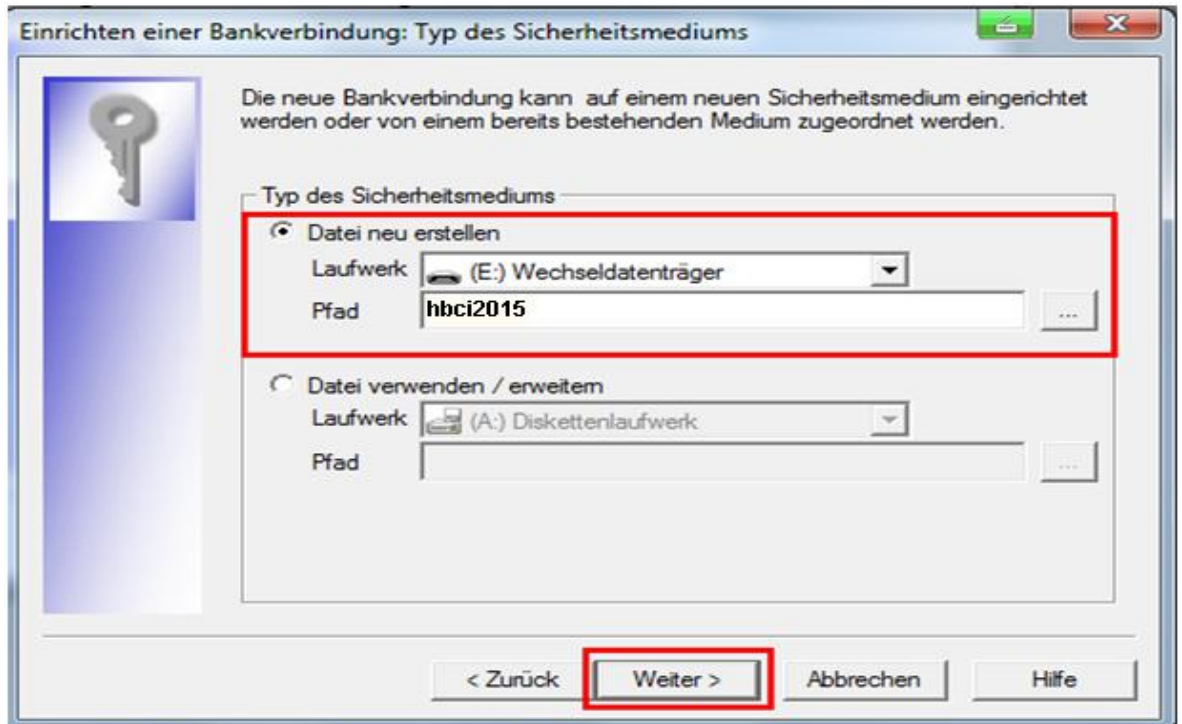 Einrichten einer Bankverbindung: Typ des Sicherheitsmediums
Die neue Bankverbindung kann auf einem neuen Sicherheitsmedium eingerichtet
werden oder von einem bereits bestehenden Medium zugeordnet werden.
Typ des Sicherheitsmediums
Datei neu erstellen
Laufwerk (E:) Wechseldatenträger
Pfad hbci2015 ...
Datei verwenden / erweitern
Laufwerk (A:) Diskettenlaufwerk
Pfad ...
< Zurück Weiter > Abbrechen Hilfe